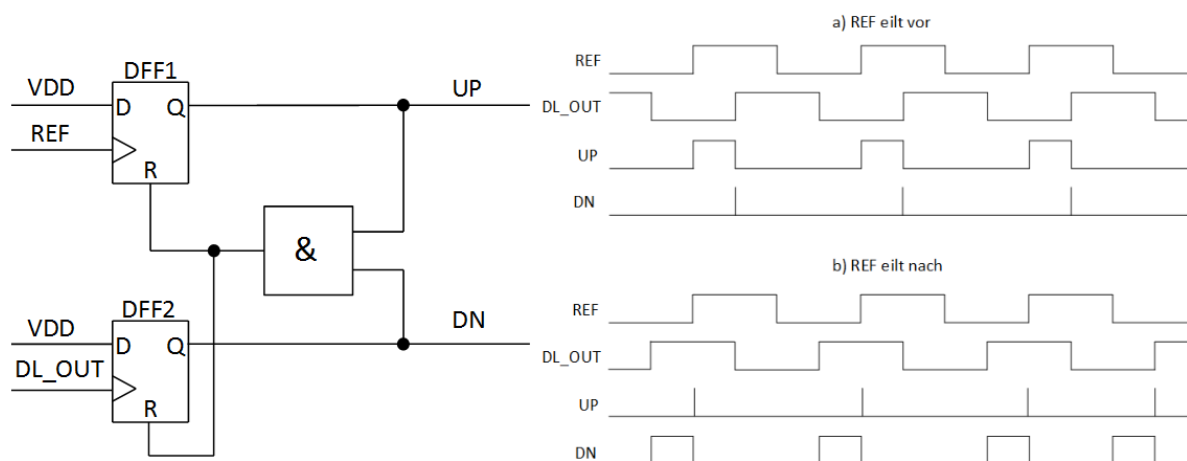 DFF1
VDD
D
Q
UP
REF
R
&
DFF2
VDD
D
Q
DN
DL_OUT
R
a) REF eilt vor
REF
DL_OUT
UP
DN
b) REF eilt nach
REF
DL_OUT
UP
DN